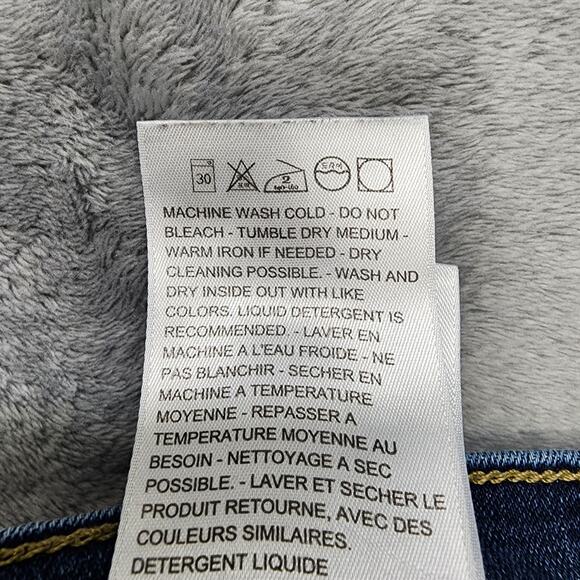 30
2
MACHINE WASH COLD - DO NOT
BLEACH - TUMBLE DRY MEDIUM -
WARM IRON IF NEEDED - DRY
CLEANING POSSIBLE. - WASH AND
DRY INSIDE OUT WITH LIKE
COLORS. LIQUID DETERGENT IS
RECOMMENDED. - LAVER EN
MACHINE A L'EAU FROIDE - NE
PAS BLANCHIR - SECHER EN
MACHINE A TEMPERATURE
MOYENNE - REPASSER A
TEMPERATURE MOYENNE AU
BESOIN - NETTOYAGE A SEC
POSSIBLE. - LAVER ET SECHER LE
PRODUIT RETOURNE, AVEC DES
COULEURS SIMILAIRES.
DETERGENT LIQUIDE